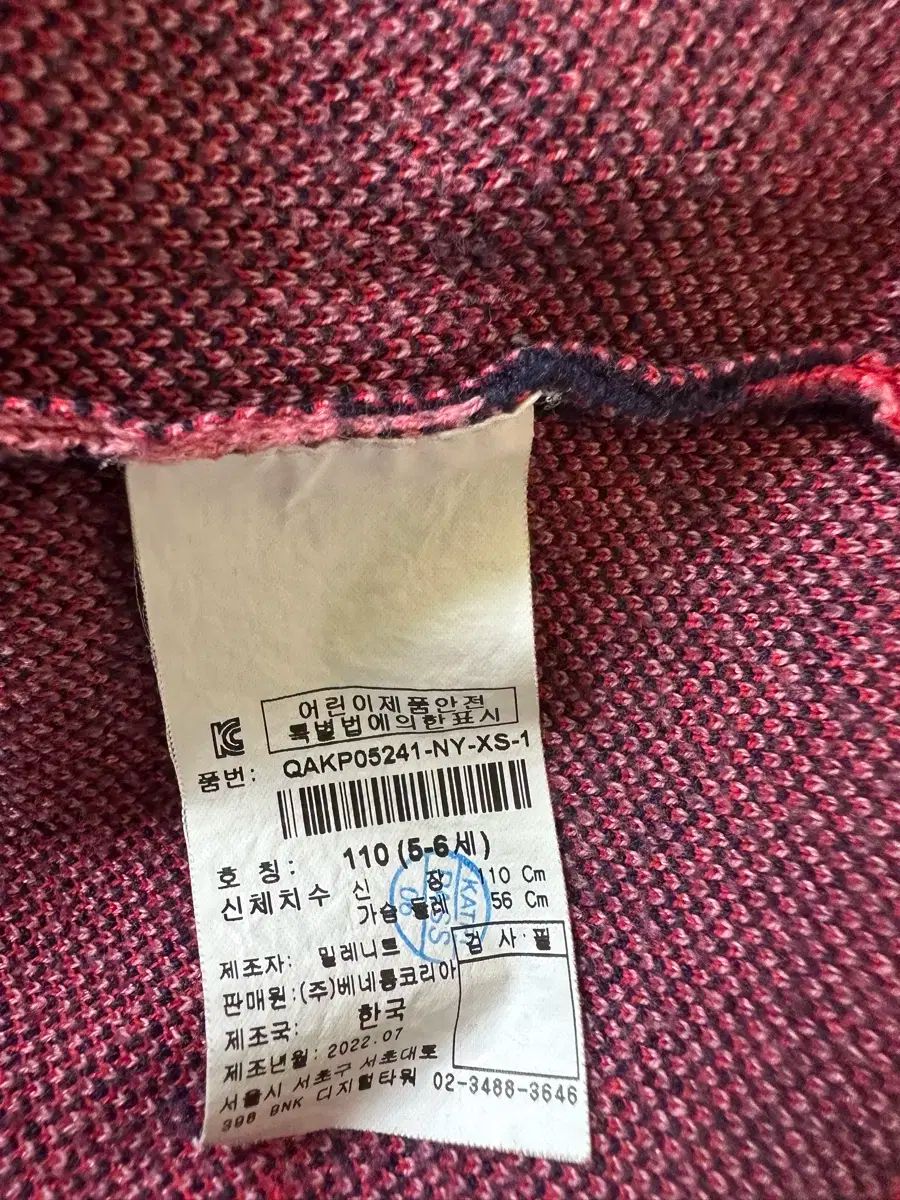 어린이제품안전
특별법에의한표시
품번: QAKP05241-NY-XS-1
호 칭: 110 (5-6세)
신체치수 신 장 110 Cm
가슴 둘레 56 Cm
KATRI PASS 08
검 사·필
제조자: 밀레니트
판매원:(주)베네통코리아
제조국: 한국
제조년월: 2022.07
서울시 서초구 서초대로
398 BNK 디지털타워 02-3488-3646